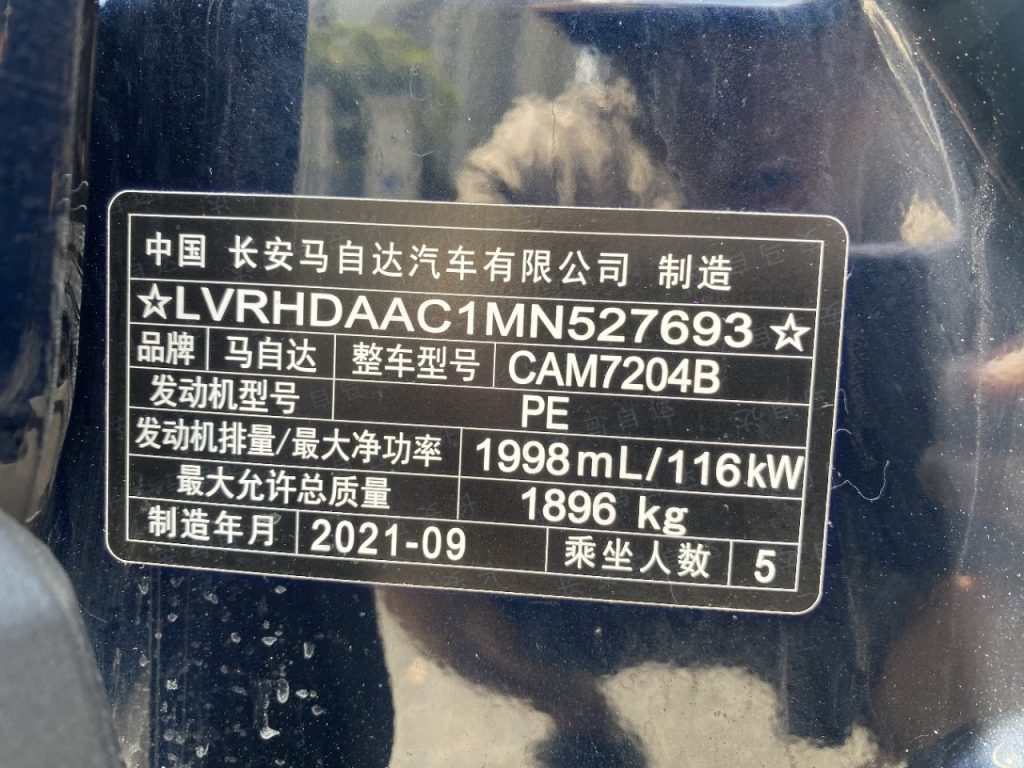 中国 长安马自达汽车有限公司 制造
☆LVRHDAAC1MN527693☆
品牌 马自达 整车型号 CAM7204B
发动机型号 PE
发动机排量/最大净功率 1998mL/116kW
最大允许总质量 1896 kg
制造年月 2021-09 乘坐人数 5